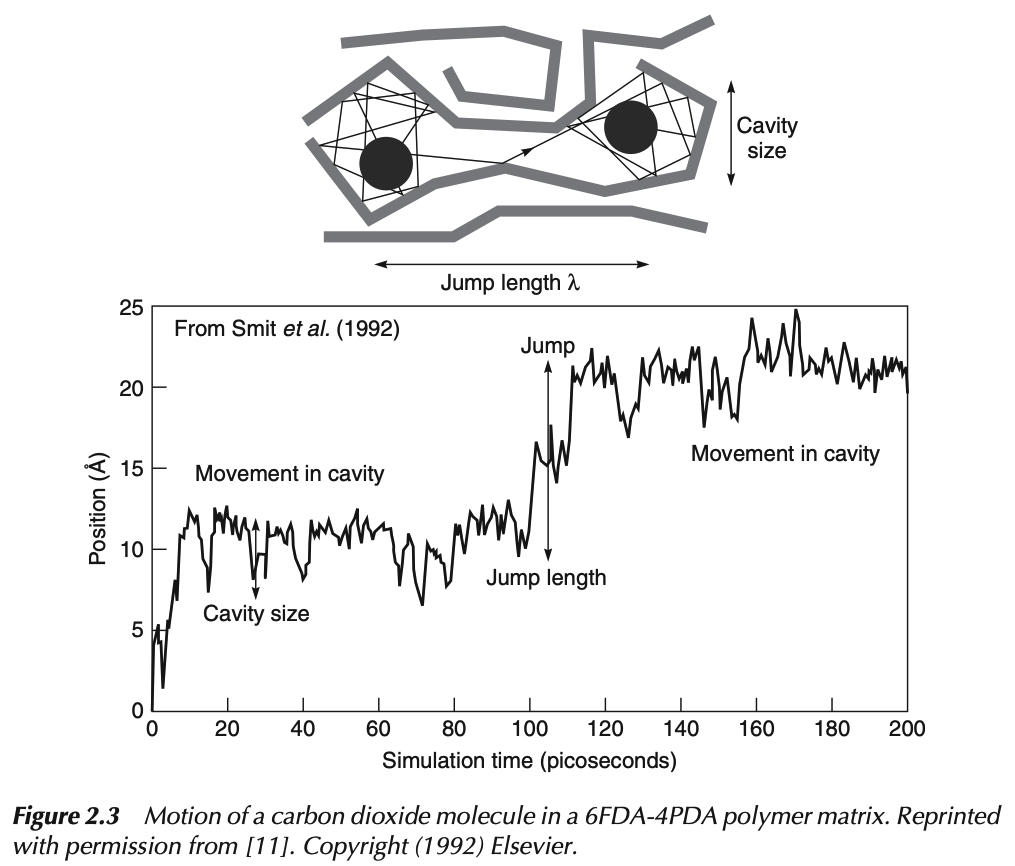 Cavity
size
Jump length λ
25
From Smit et al. (1992)
Jump
20
Movement in cavity
15
Movement in cavity
Position (Å)
10
Jump length
Cavity size
5
0
0 20 40 60 80 100 120 140 160 180 200
Simulation time (picoseconds)
Figure 2.3 Motion of a carbon dioxide molecule in a 6FDA-4PDA polymer matrix. Reprinted
with permission from [11]. Copyright (1992) Elsevier.